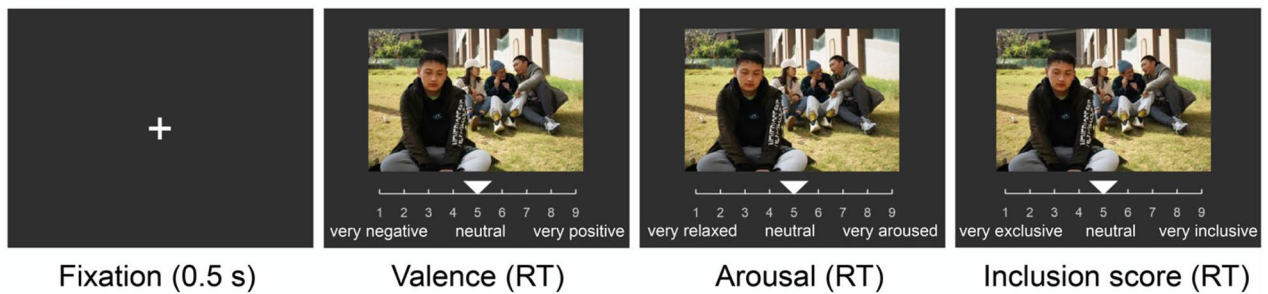 +
1 2 3 4 5 6 7 8 9
very negative neutral very positive
1 2 3 4 5 6 7 8 9
very relaxed neutral very aroused
1 2 3 4 5 6 7 8 9
very exclusive neutral very inclusive
Fixation (0.5 s)
Valence (RT)
Arousal (RT)
Inclusion score (RT)